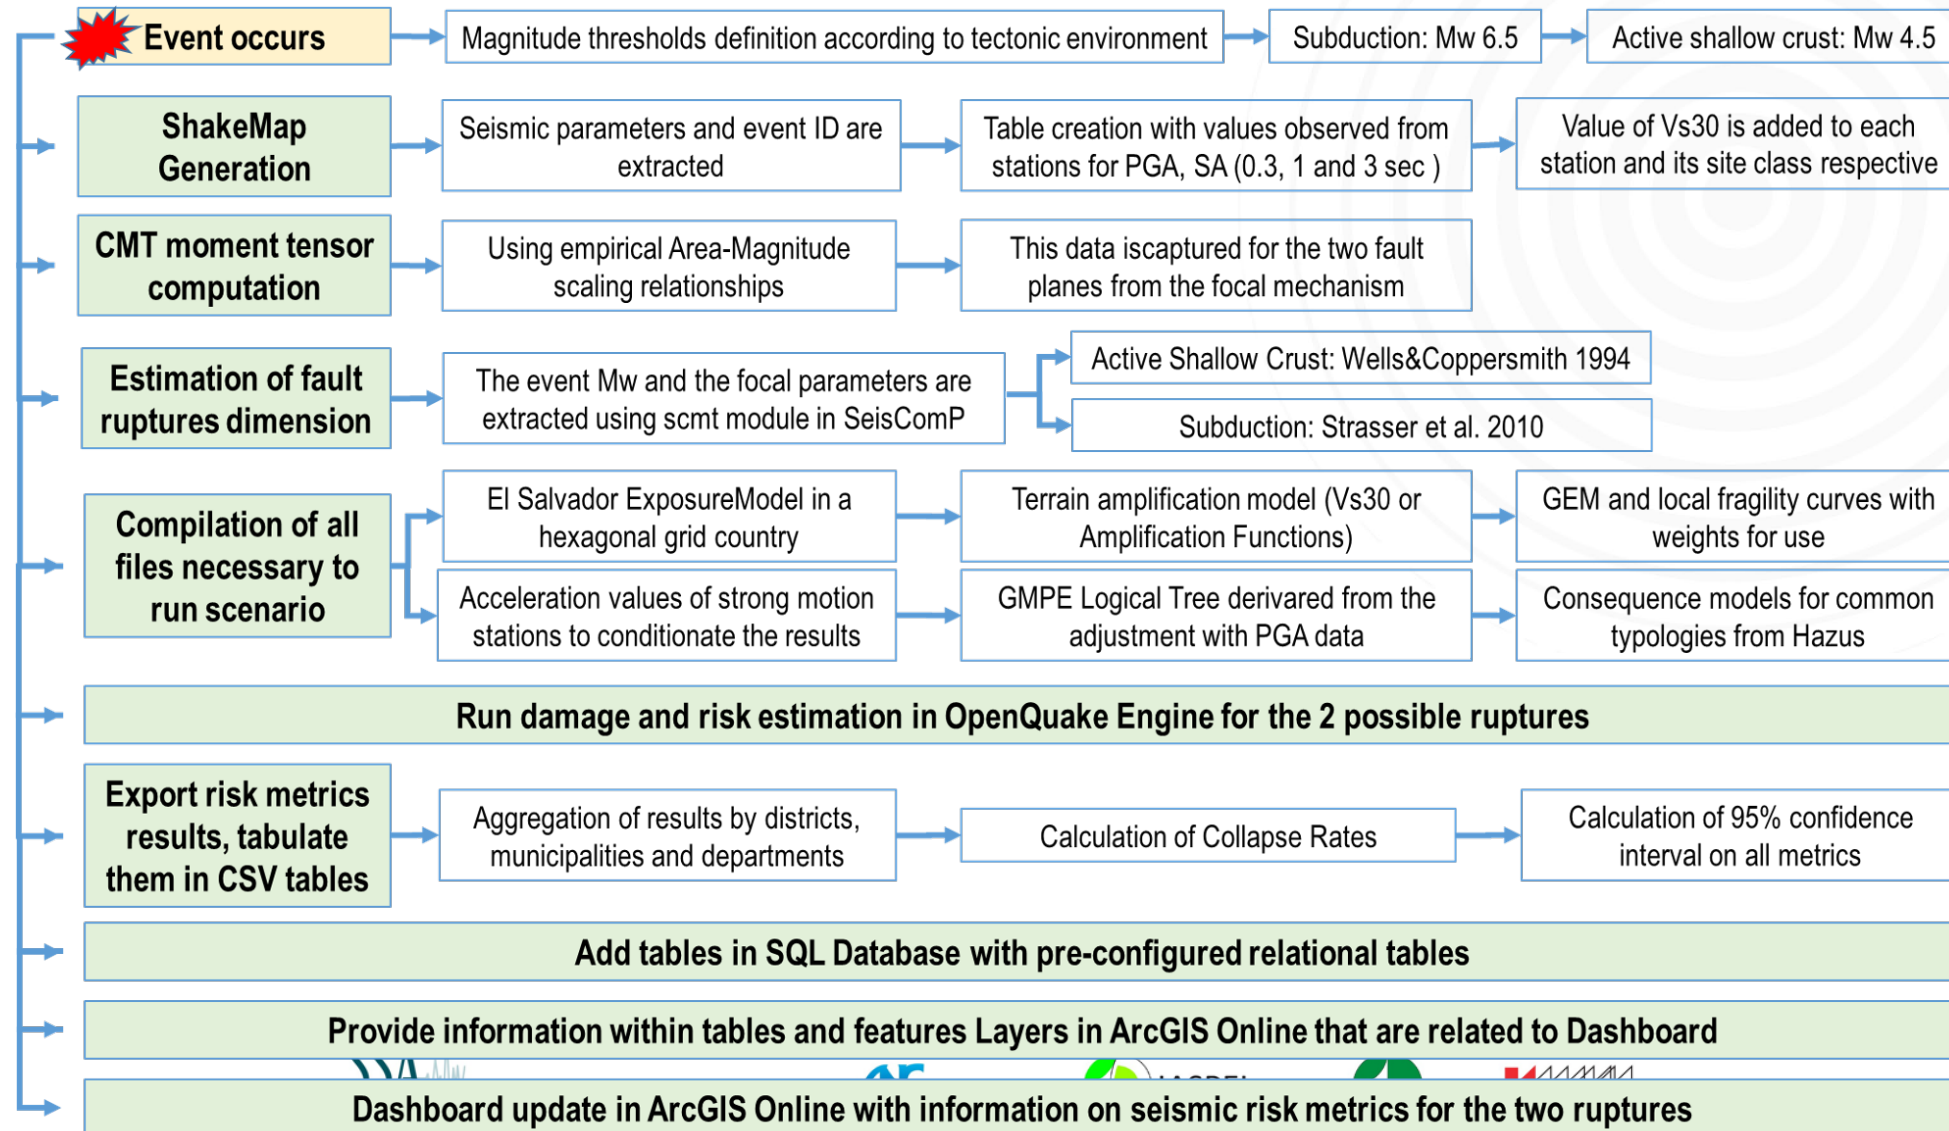 Event occurs
Magnitude thresholds definition according to tectonic environment
Subduction: Mw 6.5
Active shallow crust: Mw 4.5
ShakeMap
Generation
Seismic parameters and event ID are
extracted
Table creation with values observed from
stations for PGA, SA (0.3, 1 and 3 sec )
Value of Vs30 is added to each
station and its site class respective
CMT moment tensor
computation
Using empirical Area-Magnitude
scaling relationships
This data iscaptured for the two fault
planes from the focal mechanism
Estimation of fault
ruptures dimension
The event Mw and the focal parameters are
extracted using scmt module in SeisComP
Active Shallow Crust: Wells&Coppersmith 1994
Subduction: Strasser et al. 2010
Compilation of all
files necessary to
run scenario
El Salvador ExposureModel in a
hexagonal grid country
Terrain amplification model (Vs30 or
Amplification Functions)
GEM and local fragility curves with
weights for use
Acceleration values of strong motion
stations to conditionate the results
GMPE Logical Tree derivared from the
adjustment with PGA data
Consequence models for common
typologies from Hazus
Run damage and risk estimation in OpenQuake Engine for the 2 possible ruptures
Export risk metrics
results, tabulate
them in CSV tables
Aggregation of results by districts,
municipalities and departments
Calculation of Collapse Rates
Calculation of 95% confidence
interval on all metrics
Add tables in SQL Database with pre-configured relational tables
Provide information within tables and features Layers in ArcGIS Online that are related to Dashboard
Dashboard update in ArcGIS Online with information on seismic risk metrics for the two ruptures